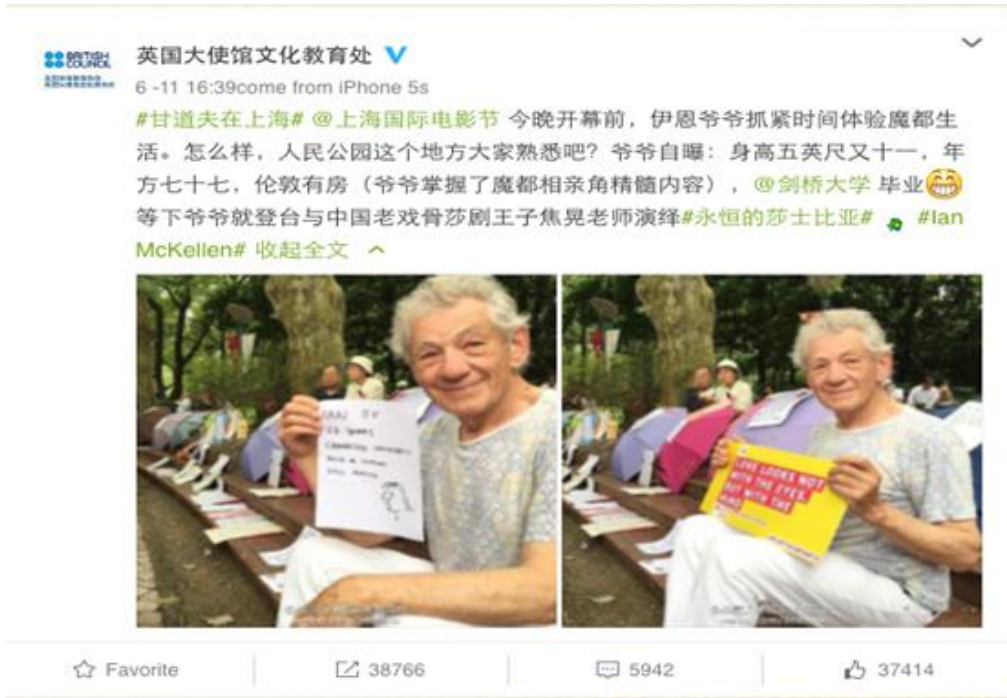 BRITISH
COUNCIL
英国大使馆文化教育处
6 -11 16:39come from iPhone 5s
#甘道夫在上海# @上海国际电影节 今晚开幕前，伊恩爷爷抓紧时间体验魔都生
活。怎么样，人民公园这个地方大家熟悉吧？爷爷自曝：身高五英尺又十一，年
方七十七，伦敦有房（爷爷掌握了魔都相亲角精髓内容），@剑桥大学 毕业
等下爷爷就登台与中国老戏骨莎剧王子焦晃老师演绎#永恒的莎士比亚# #Ian
McKellen# 收起全文
LOVE LOOKS NOT
WITH THE EYES,
BUT WITH THE
MIND
Favorite
38766
5942
37414